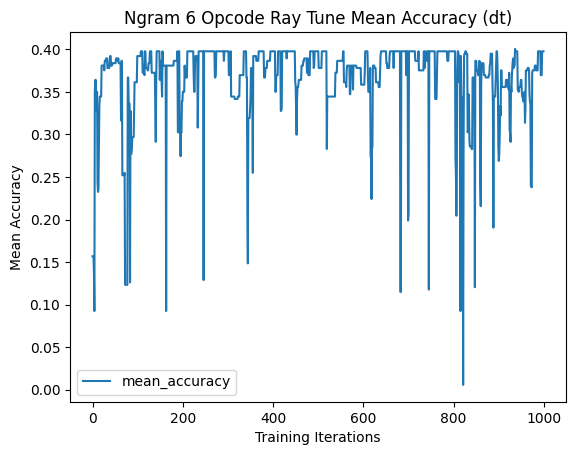 Ngram 6 Opcode Ray Tune Mean Accuracy (dt)
Mean Accuracy
0.40
0.35
0.30
0.25
0.20
0.15
0.10
0.05
0.00
mean_accuracy
0 200 400 600 800 1000
Training Iterations